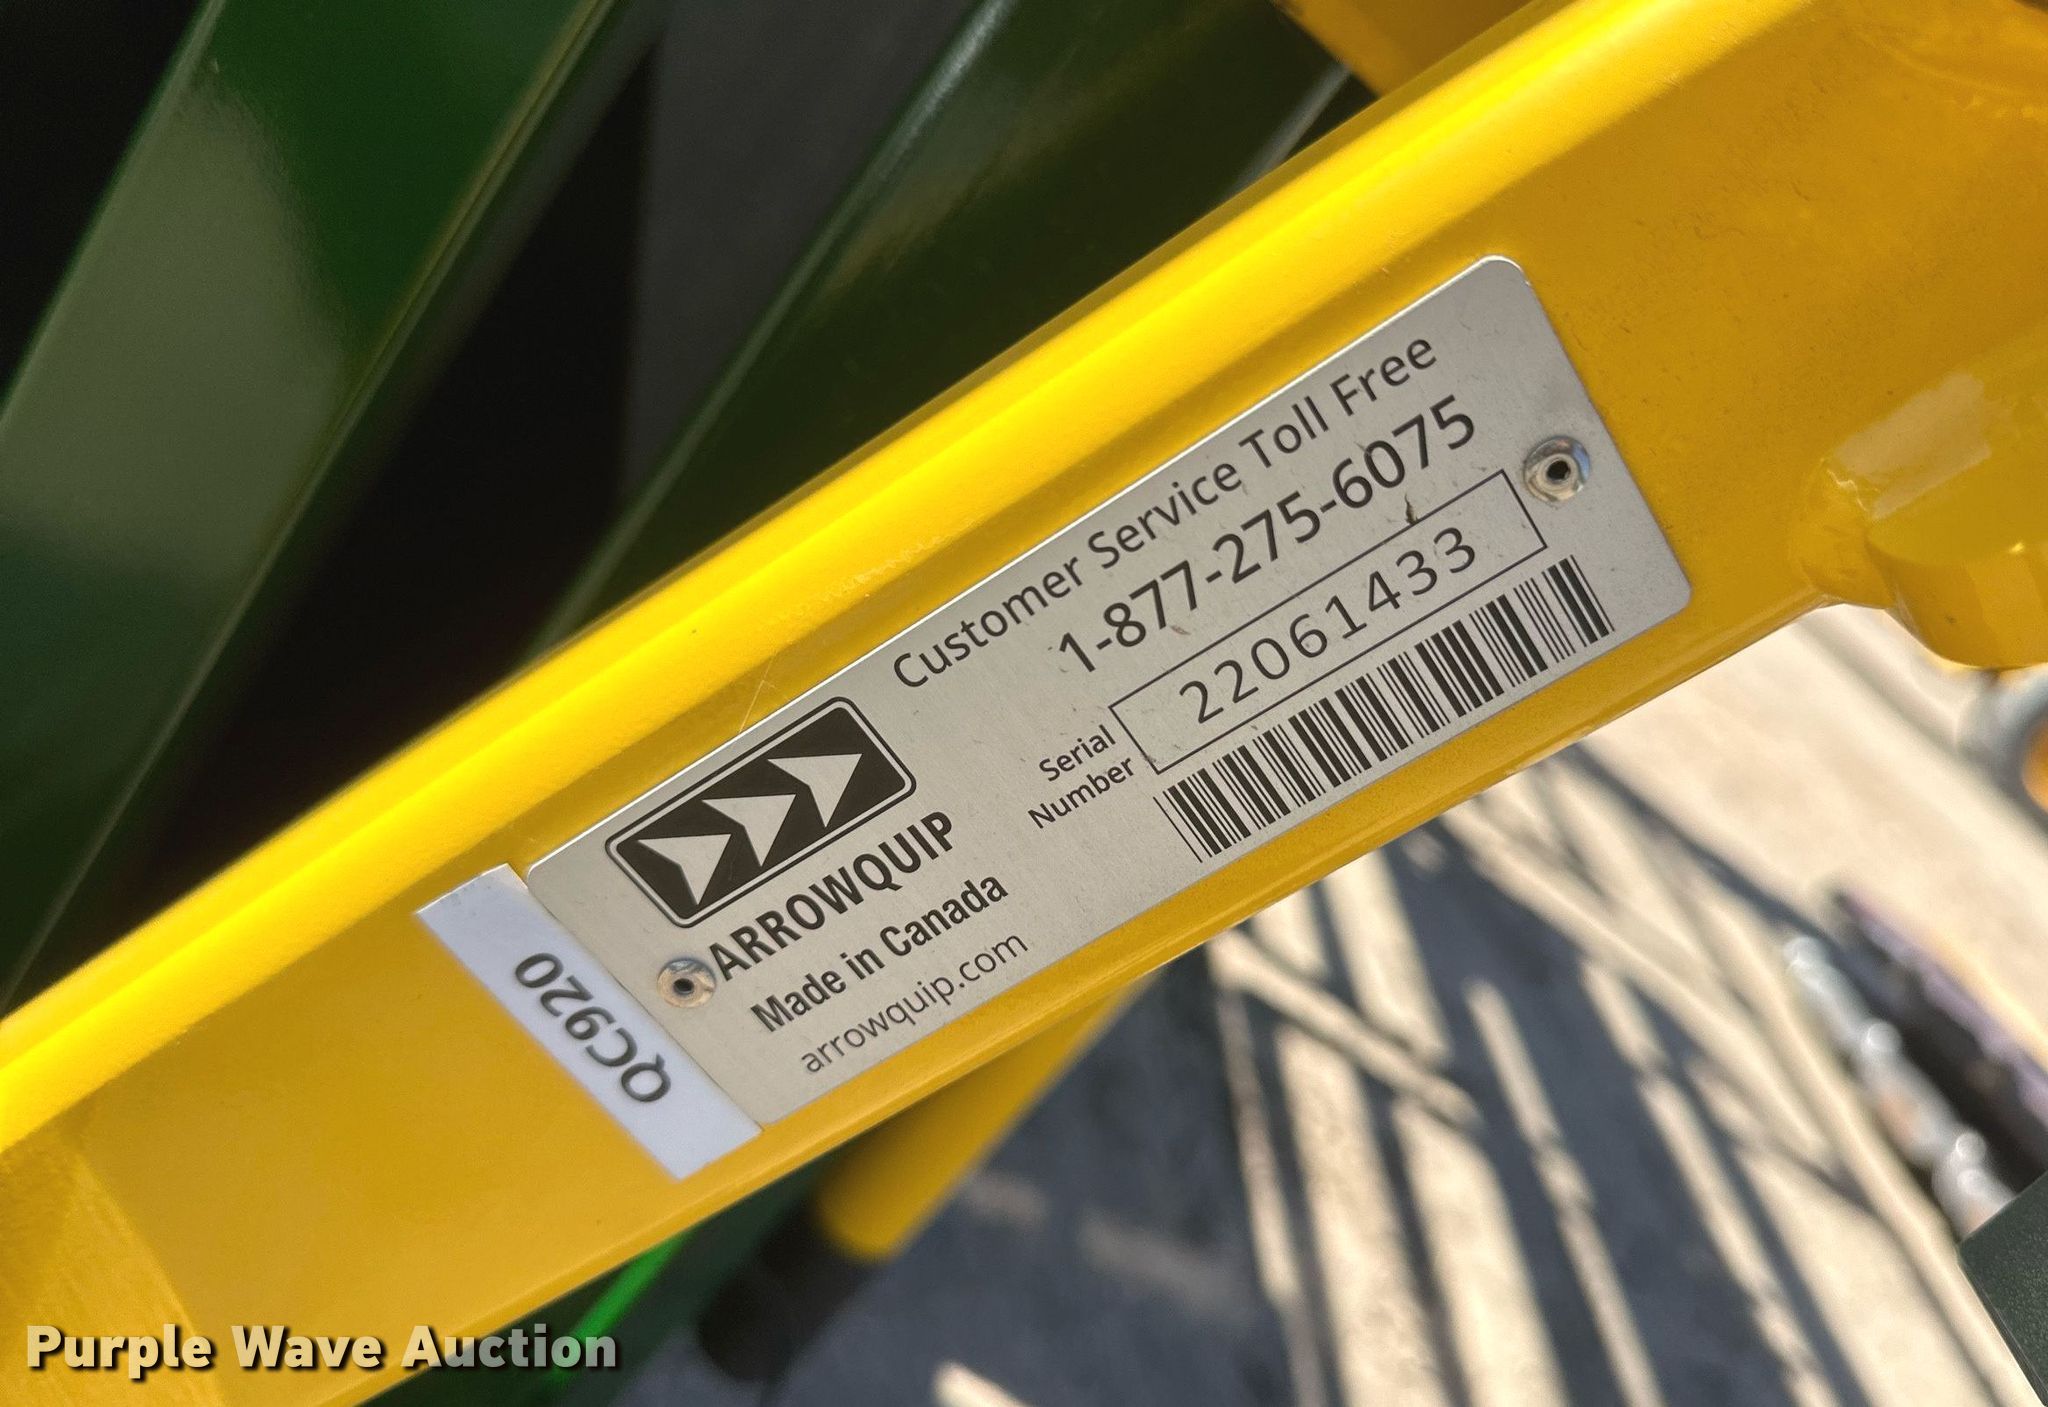 Customer Service Toll Free
1-877-275-6075
Serial
Number
22061433
ARROWQUIP
Made in Canada
arrowquip.com
QC920
Purple Wave Auction